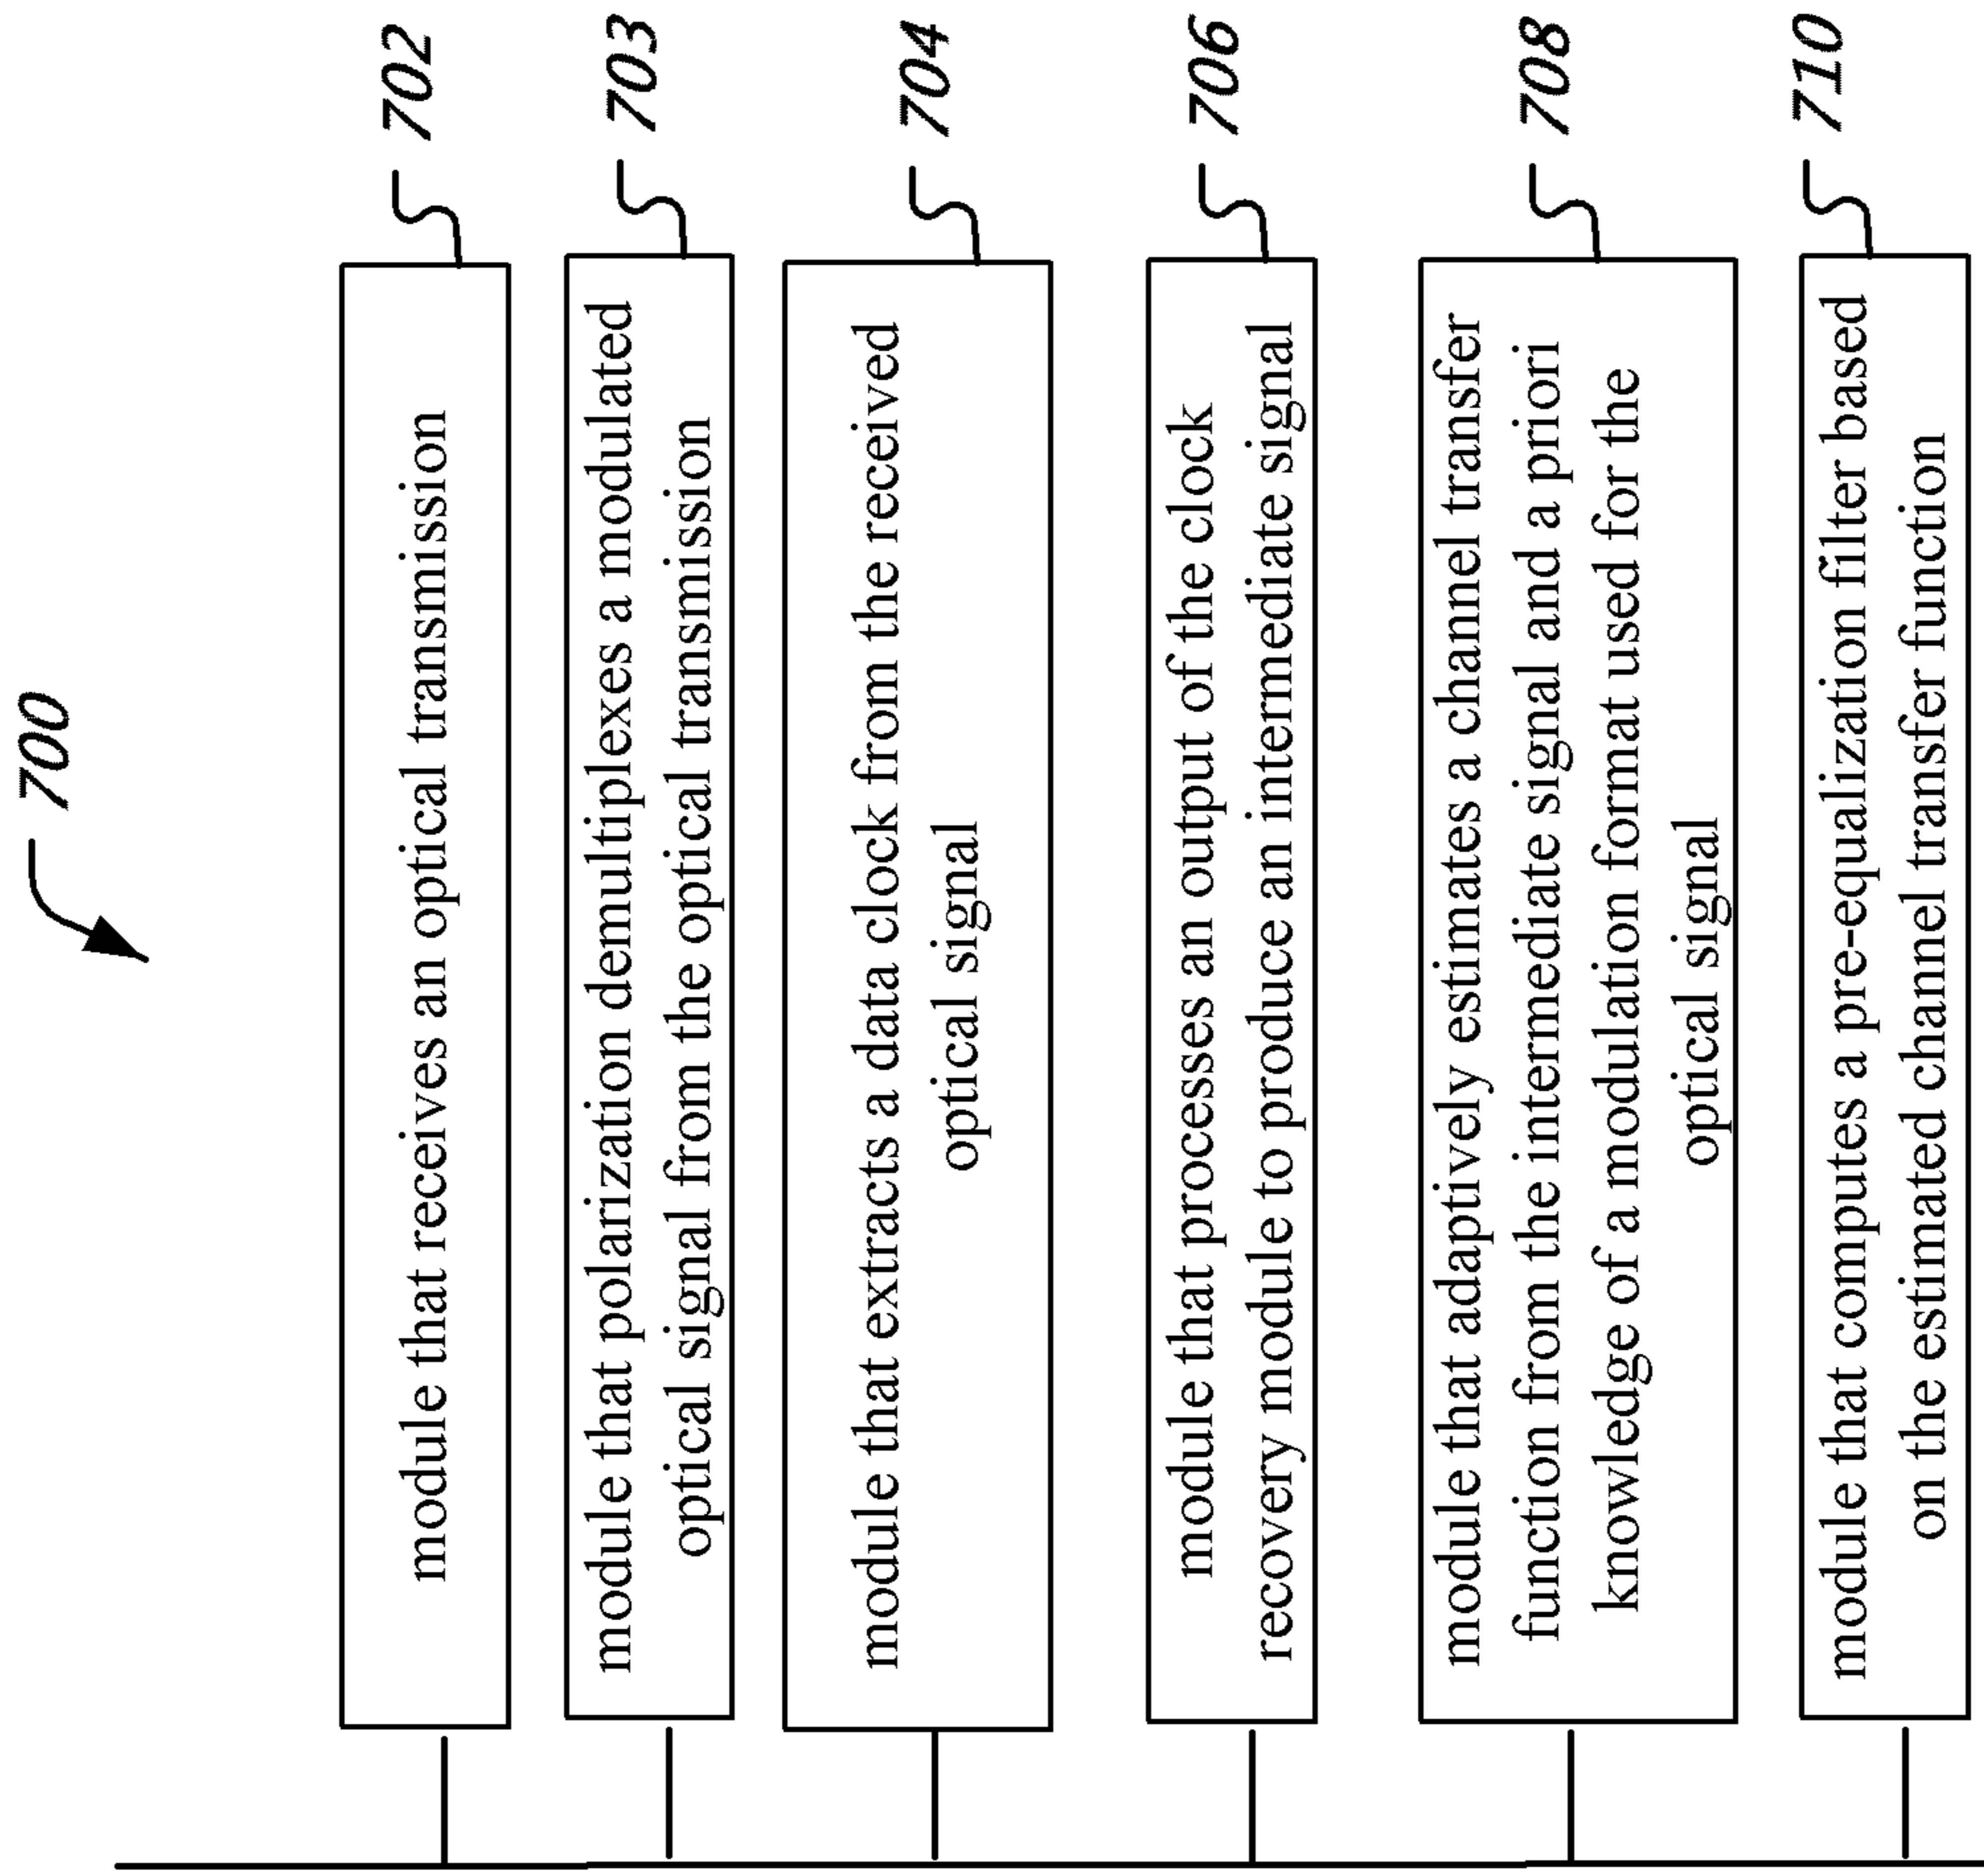 700
module that receives an optical transmission
702
module that polarization demultiplexes a modulated
optical signal from the optical transmission
703
module that extracts a data clock from the received
optical signal
704
module that processes an output of the clock
recovery module to produce an intermediate signal
706
module that adaptively estimates a channel transfer
function from the intermediate signal and a priori
knowledge of a modulation format used for the
optical signal
708
module that computes a pre-equalization filter based
on the estimated channel transfer function
710